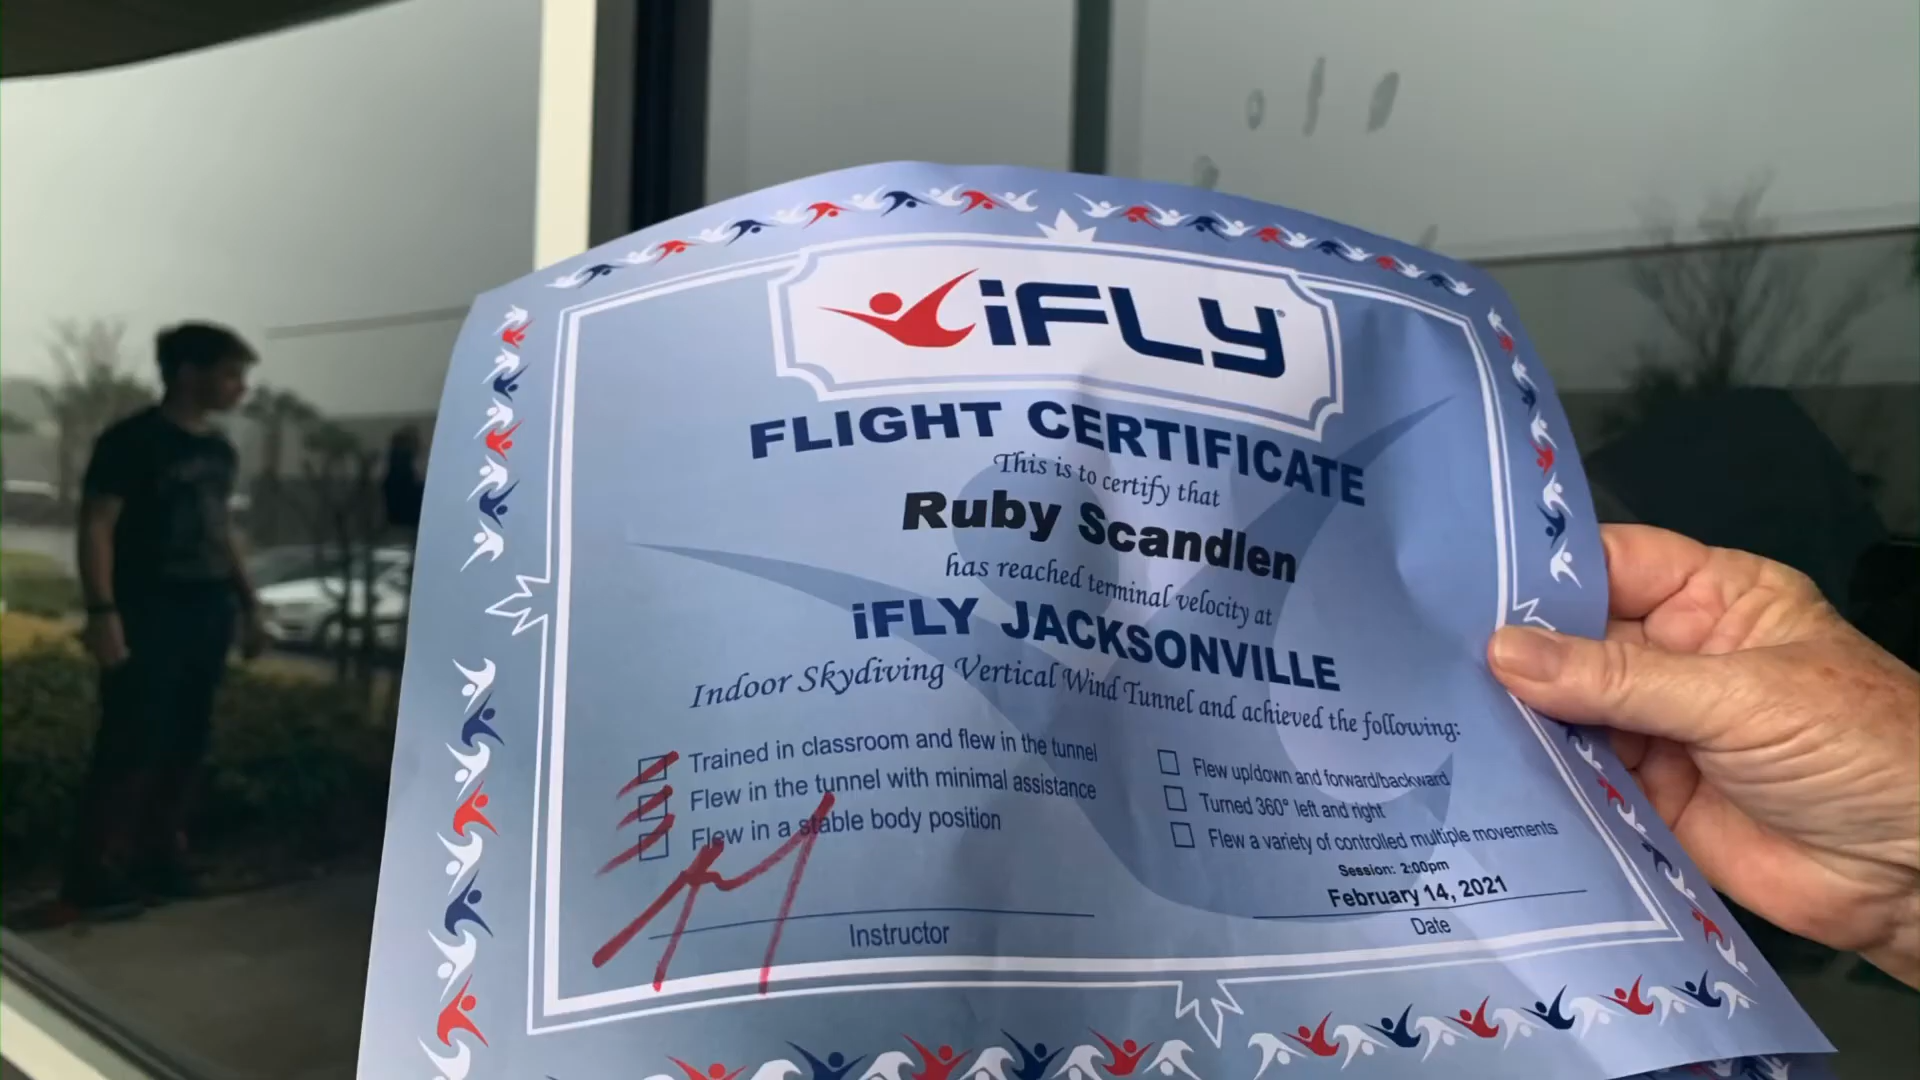 iFLY
FLIGHT CERTIFICATE
This is to certify that
Ruby Scandlen
has reached terminal velocity at
iFLY JACKSONVILLE
Indoor Skydiving Vertical Wind Tunnel and achieved the following:
Trained in classroom and flew in the tunnel
Flew in the tunnel with minimal assistance
Flew in a stable body position
Flew up/down and forward/backward
Turned 360° left and right
Flew a variety of controlled multiple movements
Session: 2:00pm
February 14, 2021
Instructor
Date